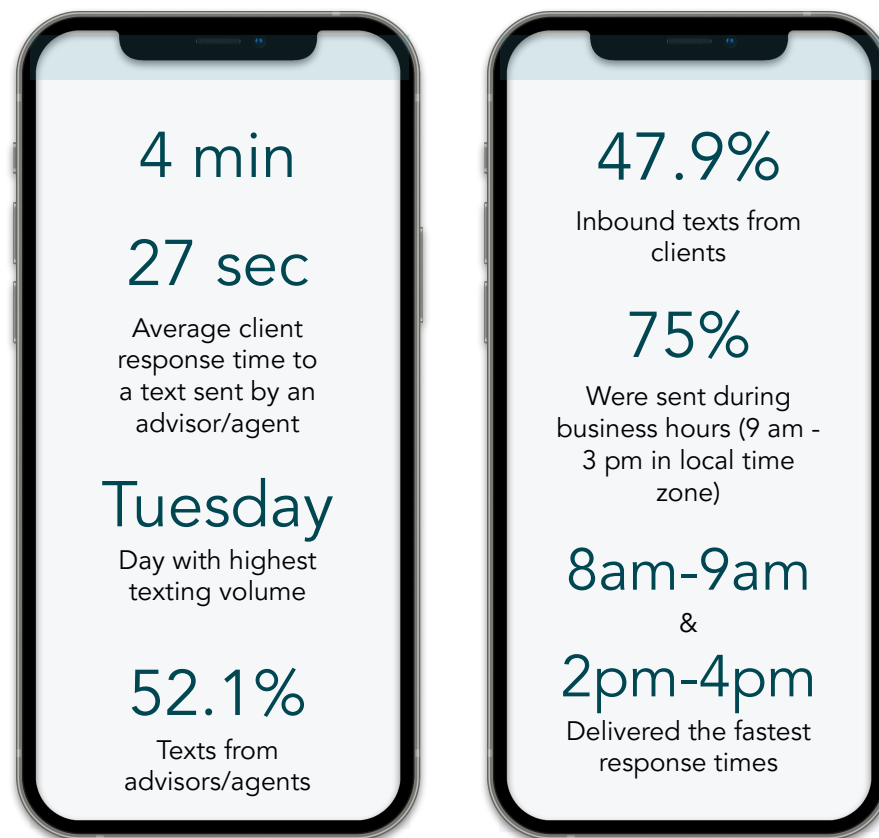 4 min
27 sec
Average client
response time to
a text sent by an
advisor/agent
Tuesday
Day with highest
texting volume
52.1%
Texts from
advisors/agents
47.9%
Inbound texts from
clients
75%
Were sent during
business hours (9 am -
3 pm in local time
zone)
8am-9am
&
2pm-4pm
Delivered the fastest
response times